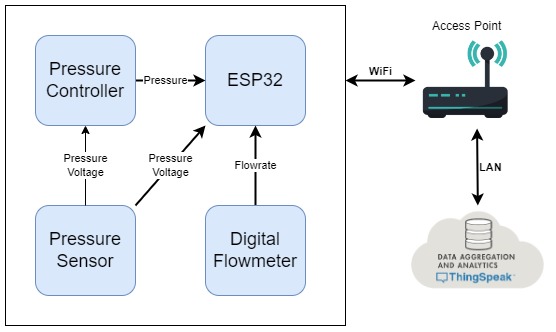 Access Point
Pressure
Controller
Pressure
ESP32
WiFi
Pressure
Voltage
Pressure
Voltage
Flowrate
LAN
Pressure
Sensor
Digital
Flowmeter
DATA AGGREGATION
AND ANALYTICS
ThingSpeak™